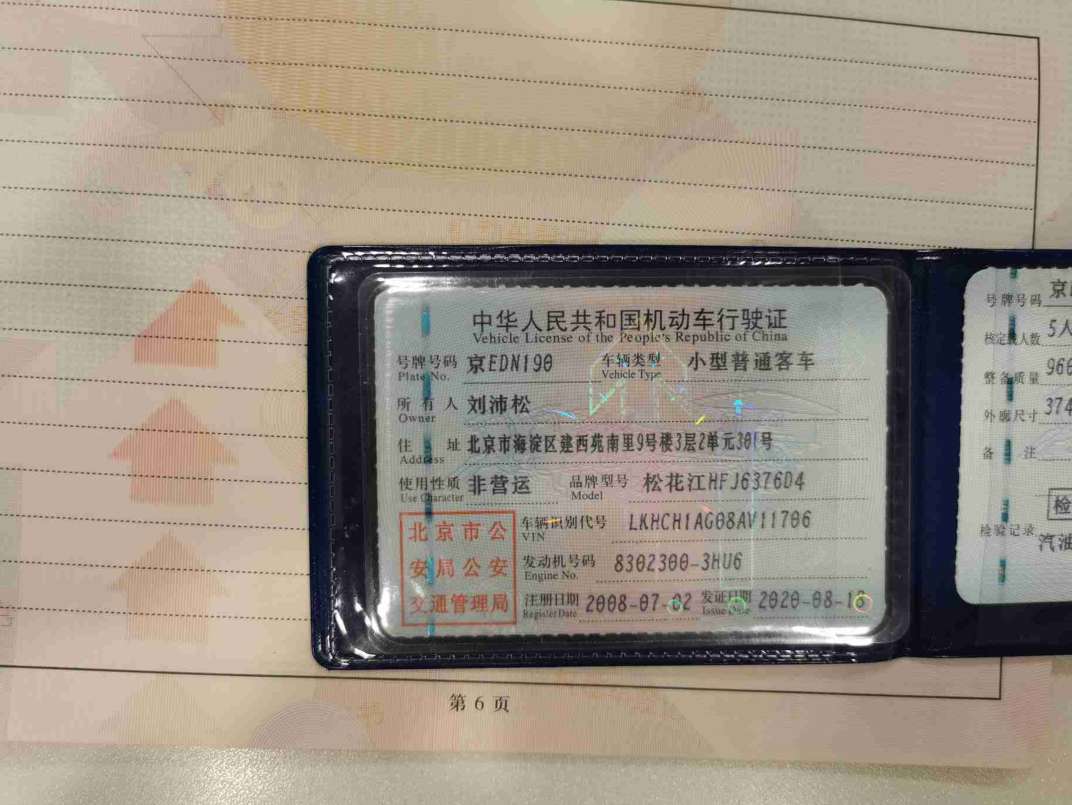 中华人民共和国机动车行驶证
Vehicle License of the People's Republic of China
号牌号码 京EDN190 车辆类型 小型普通客车
Plate No. Vehicle Type
所有人 刘沛松
Owner
住址 北京市海淀区建西苑南里9号楼3层2单元301号
Address
使用性质 非营运 品牌型号 松花江HFJ6376D4
Use Character Model
北京市公
安局公安
交通管理局
车辆识别代号 LKHCH1AG08AV11706
VIN
发动机号码 8302300-3HU6
Engine No.
注册日期 2008-07-02 发证日期 2020-08-18
Register Date Issue Date
号牌号码 京
核定载人数 5人
整备质量 966
外廓尺寸 374
备注
检
检验记录 汽油
第 6 页